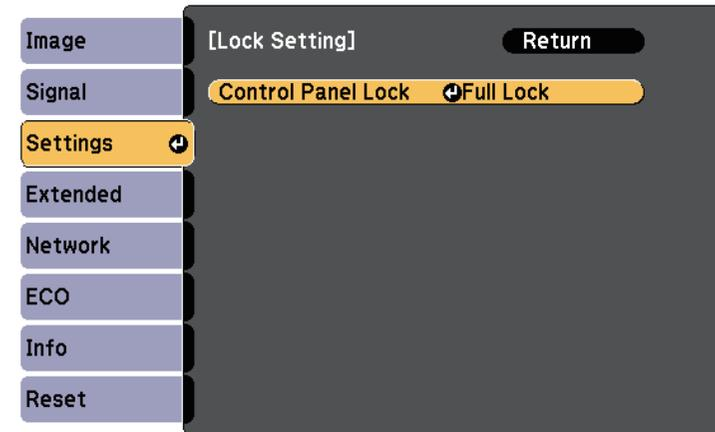 Image
Signal
Settings
Extended
Network
ECO
Info
Reset
[Lock Setting]
Return
Control Panel Lock Full Lock